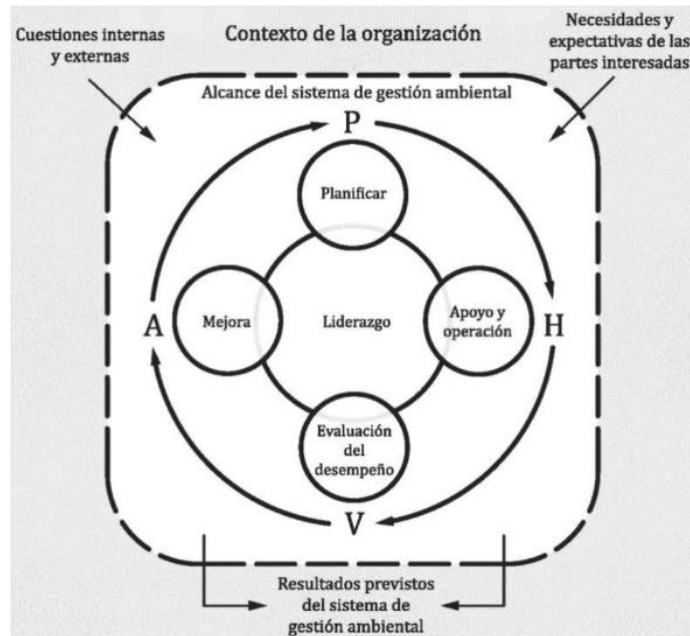 Cuestiones internas
y externas
Contexto de la organización
Necesidades y
expectativas de las
partes interesadas
Alcance del sistema de gestión ambiental
P
Planificar
A
Mejora
Liderazgo
Apoyo y
operación
H
Evaluación
del
desempeño
V
Resultados previstos
del sistema de
gestión ambiental